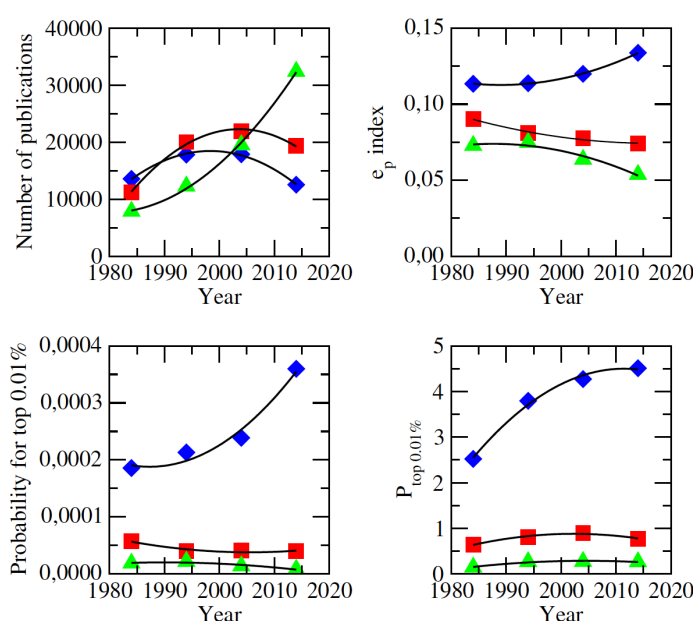 Number of publications
40000
30000
20000
10000
0
1980 1990 2000 2010 2020
Year
e_p index
0,15
0,10
0,05
0,00
1980 1990 2000 2010 2020
Year
Probability for top 0.01%
0,0004
0,0003
0,0002
0,0001
0,0000
1980 1990 2000 2010 2020
Year
P_top 0.01%
5
4
3
2
1
0
1980 1990 2000 2010 2020
Year